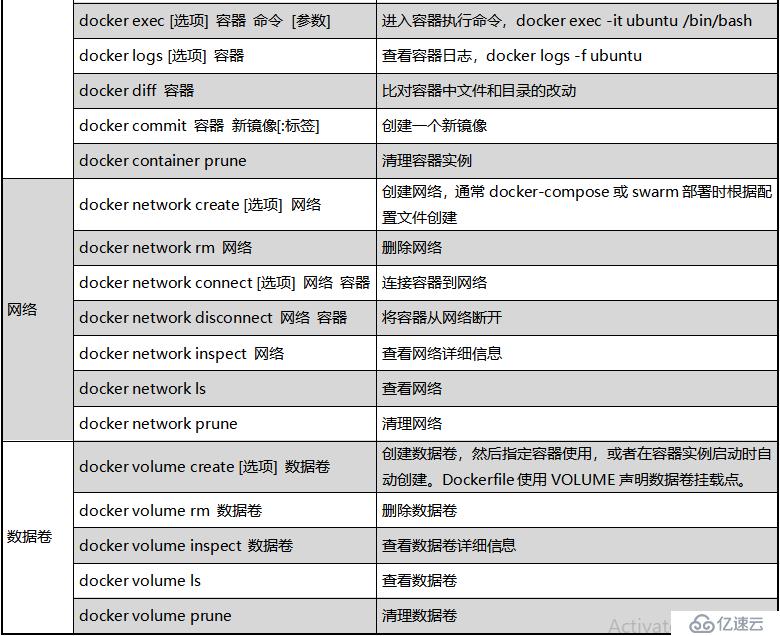 docker exec [选项] 容器 命令 [参数]
进入容器执行命令，docker exec -it ubuntu /bin/bash
docker logs [选项] 容器
查看容器日志，docker logs -f ubuntu
docker diff 容器
比对容器中文件和目录的改动
docker commit 容器 新镜像[:标签]
创建一个新镜像
docker container prune
清理容器实例
网络
docker network create [选项] 网络
创建网络，通常 docker-compose 或 swarm 部署时根据配
置文件创建
docker network rm 网络
删除网络
docker network connect [选项] 网络 容器
连接容器到网络
docker network disconnect 网络 容器
将容器从网络断开
docker network inspect 网络
查看网络详细信息
docker network ls
查看网络
docker network prune
清理网络
数据卷
docker volume create [选项] 数据卷
创建数据卷，然后指定容器使用，或者在容器实例启动时自
动创建。Dockerfile 使用 VOLUME 声明数据卷挂载点。
docker volume rm 数据卷
删除数据卷
docker volume inspect 数据卷
查看数据卷详细信息
docker volume ls
查看数据卷
docker volume prune
清理数据卷
Activat
亿速云